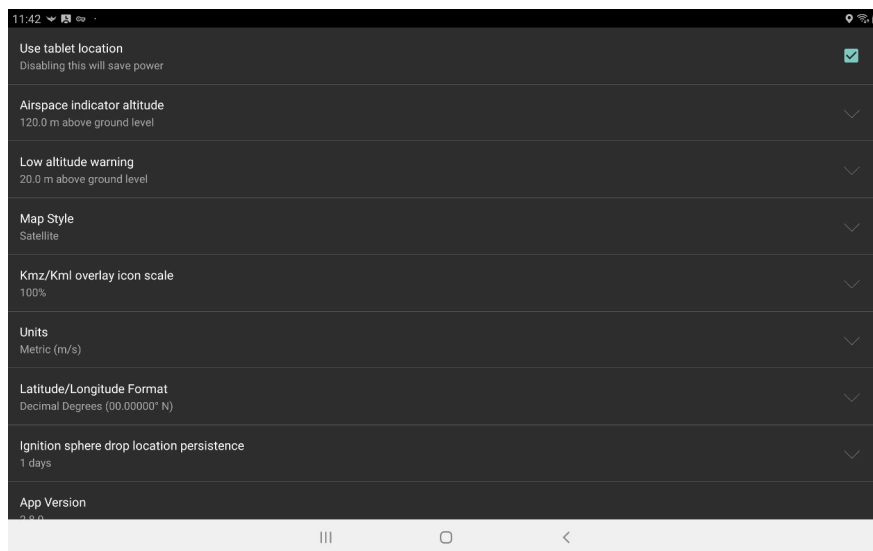 11:42
Use tablet location
Disabling this will save power
Airspace indicator altitude
120.0 m above ground level
Low altitude warning
20.0 m above ground level
Map Style
Satellite
Kmz/Kml overlay icon scale
100%
Units
Metric (m/s)
Latitude/Longitude Format
Decimal Degrees (00.00000° N)
Ignition sphere drop location persistence
1 days
App Version